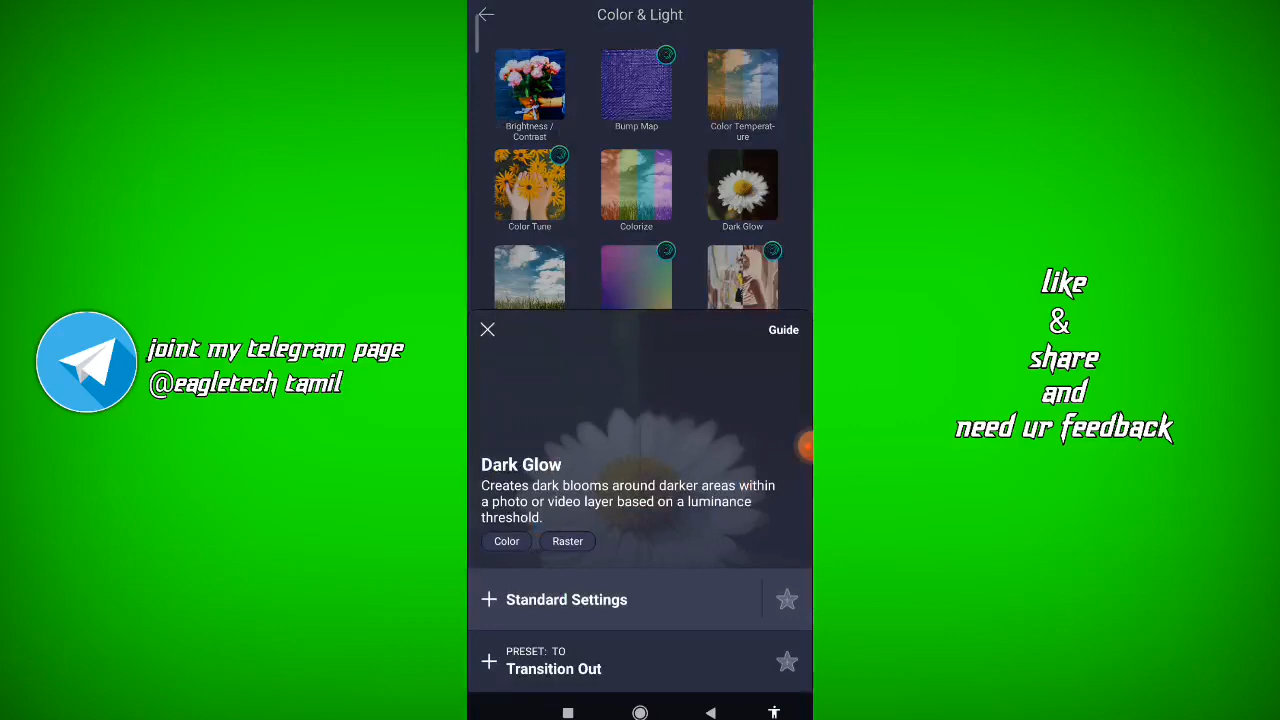 Color & Light
Brightness /
Contrast
Bump Map
Color Temperat-
ure
Color Tune
Colorize
Dark Glow
Guide
Dark Glow
Creates dark blooms around darker areas within
a photo or video layer based on a luminance
threshold.
Color
Raster
Standard Settings
PRESET: TO
Transition Out
joint my telegram page
@eagletech tamil
like
&
share
and
need ur feedback